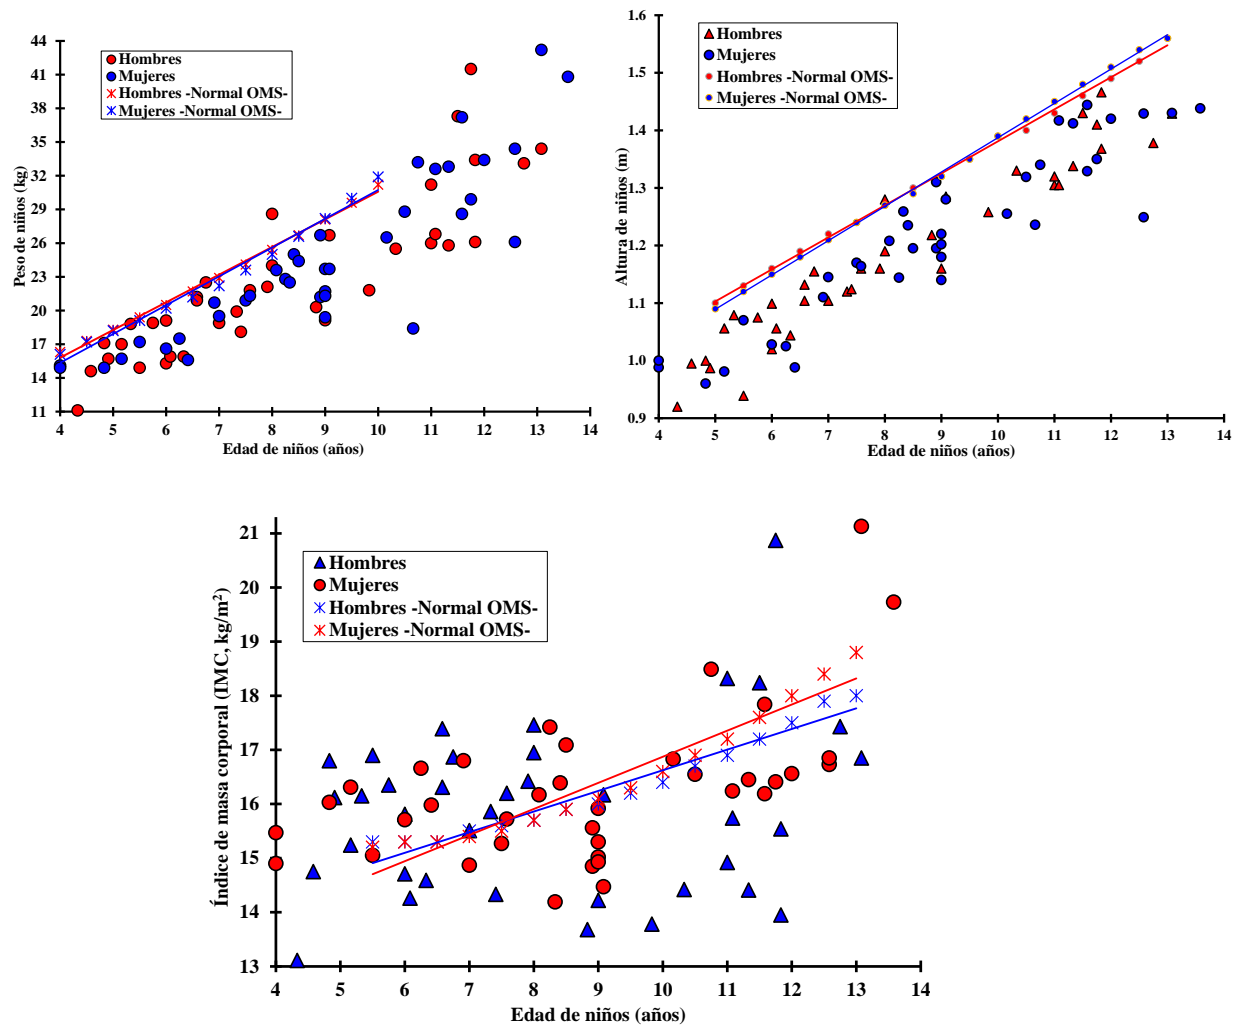 Peso de niños (kg)
44
41
38
35
32
29
26
23
20
17
14
11
Hombres
Mujeres
Hombres -Normal OMS-
Mujeres -Normal OMS-
4 5 6 7 8 9 10 11 12 13 14
Edad de niños (años)
Altura de niños (m)
1.6
1.5
1.4
1.3
1.2
1.1
1.0
0.9
Hombres
Mujeres
Hombres -Normal OMS-
Mujeres -Normal OMS-
4 5 6 7 8 9 10 11 12 13 14
Edad de niños (años)
Índice de masa corporal (IMC, kg/m²)
21
20
19
18
17
16
15
14
13
Hombres
Mujeres
Hombres -Normal OMS-
Mujeres -Normal OMS-
4 5 6 7 8 9 10 11 12 13 14
Edad de niños (años)